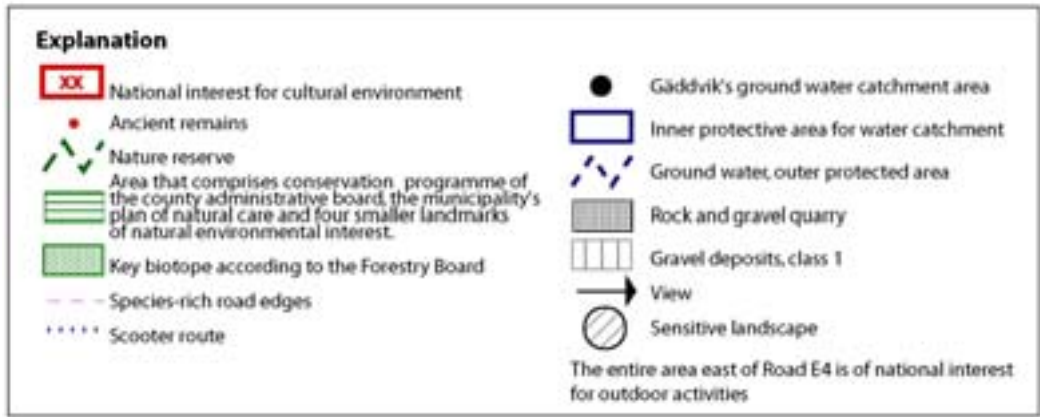 Explanation
XX National interest for cultural environment
Ancient remains
Nature reserve
Area that comprises conservation programme of
the county administrative board, the municipality's
plan of natural care and four smaller landmarks
of natural environmental interest.
Key biotope according to the Forestry Board
Species-rich road edges
Scooter route
Gäddvik's ground water catchment area
Inner protective area for water catchment
Ground water, outer protected area
Rock and gravel quarry
Gravel deposits, class 1
View
Sensitive landscape
The entire area east of Road E4 is of national interest
for outdoor activities